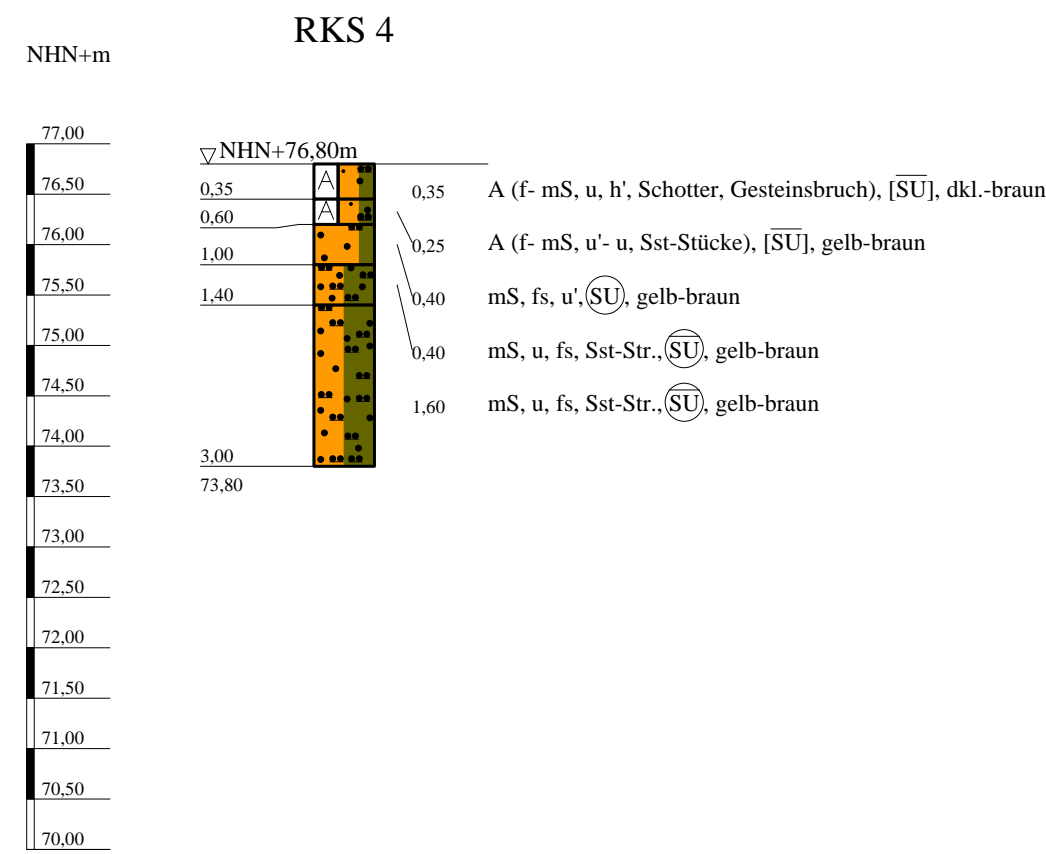 RKS 4
NHN+m
77,00
76,50
76,00
75,50
75,00
74,50
74,00
73,50
73,00
72,50
72,00
71,50
71,00
70,50
70,00
NHN+76,80m
0,35
0,60
1,00
1,40
3,00
73,80
A
A
0,35 A (f- mS, u, h', Schotter, Gesteinsbruch), [S̅U̅], dkl.-braun
0,25 A (f- mS, u'- u, Sst-Stücke), [S̅U̅], gelb-braun
0,40 mS, fs, u', SU, gelb-braun
0,40 mS, u, fs, Sst-Str., S̅U̅, gelb-braun
1,60 mS, u, fs, Sst-Str., S̅U̅, gelb-braun